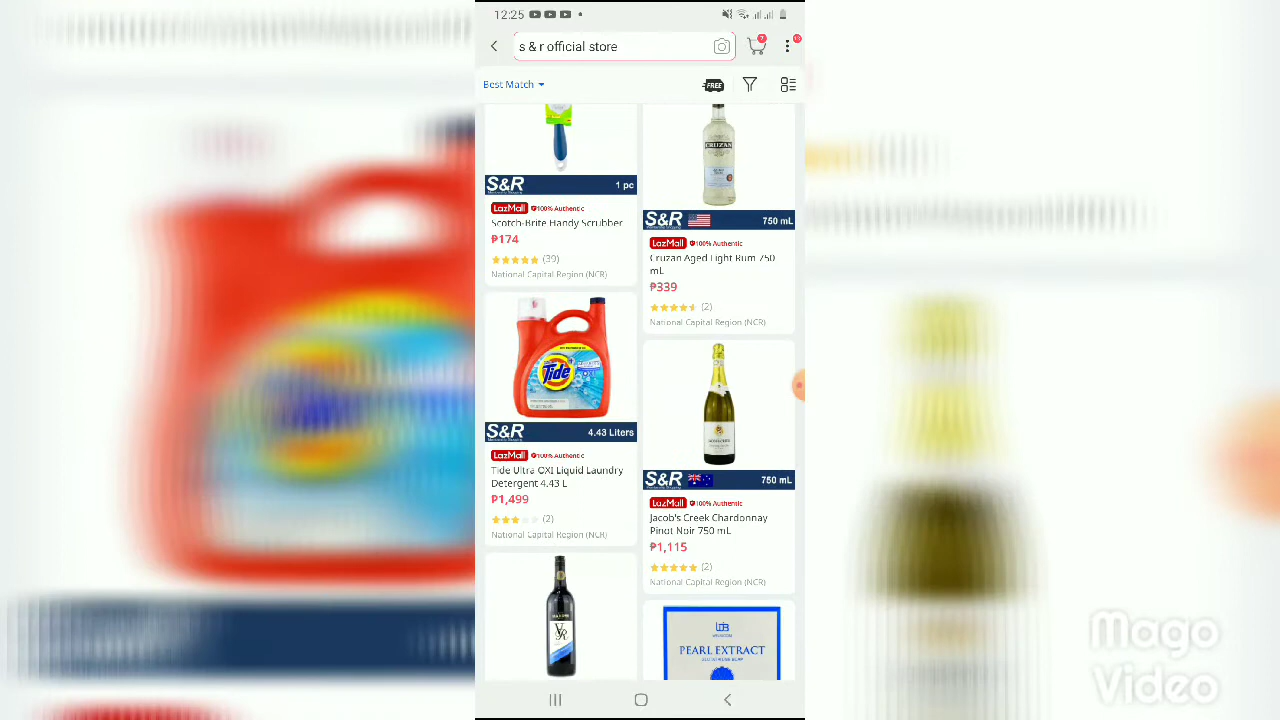 12:25
s & r official store
7
Best Match
FREE
S&R
1 pc
LazMall 100% Authentic
Scotch-Brite Handy Scrubber
₱174
(39)
National Capital Region (NCR)
Tide
S&R
4.43 Liters
LazMall 100% Authentic
Tide Ultra OXI Liquid Laundry
Detergent 4.43 L
₱1,499
(2)
National Capital Region (NCR)
CRUZAN
S&R
750 mL
LazMall 100% Authentic
Cruzan Aged Light Rum 750
mL
₱339
(2)
National Capital Region (NCR)
S&R
750 mL
LazMall 100% Authentic
Jacob's Creek Chardonnay
Pinot Noir 750 mL
₱1,115
(2)
National Capital Region (NCR)
PEARL EXTRACT
Mago
Video